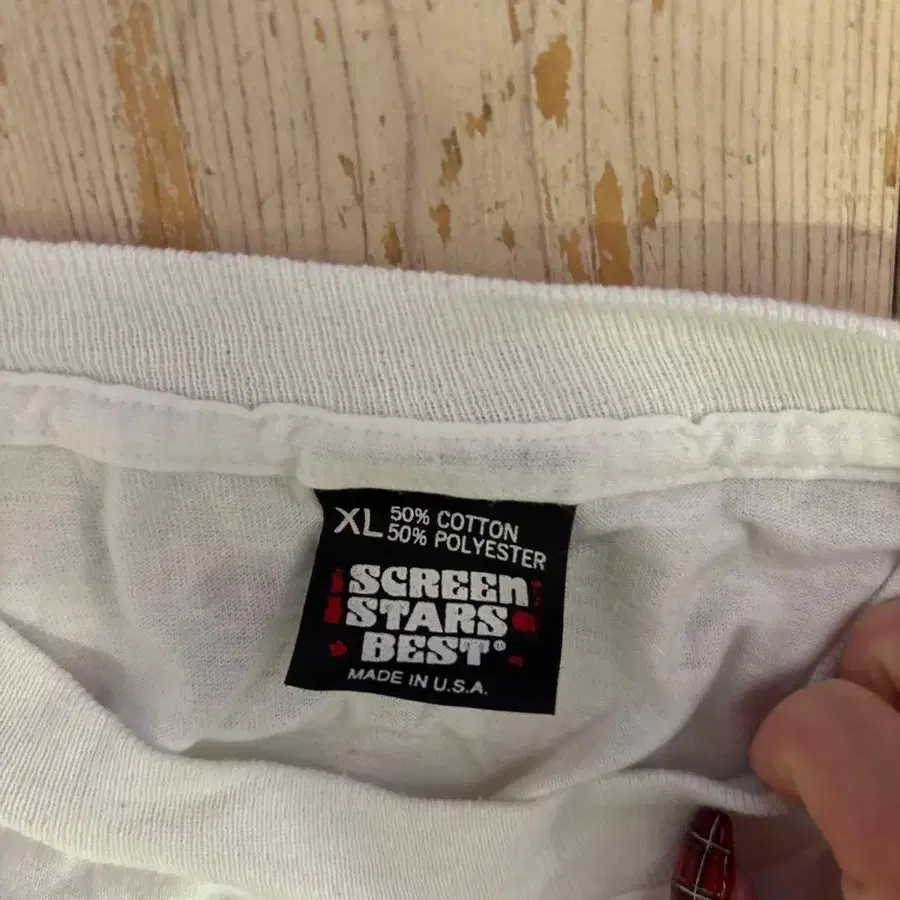 XL 50% COTTON
50% POLYESTER
SCREEN
STARS
BEST®
MADE IN U.S.A.